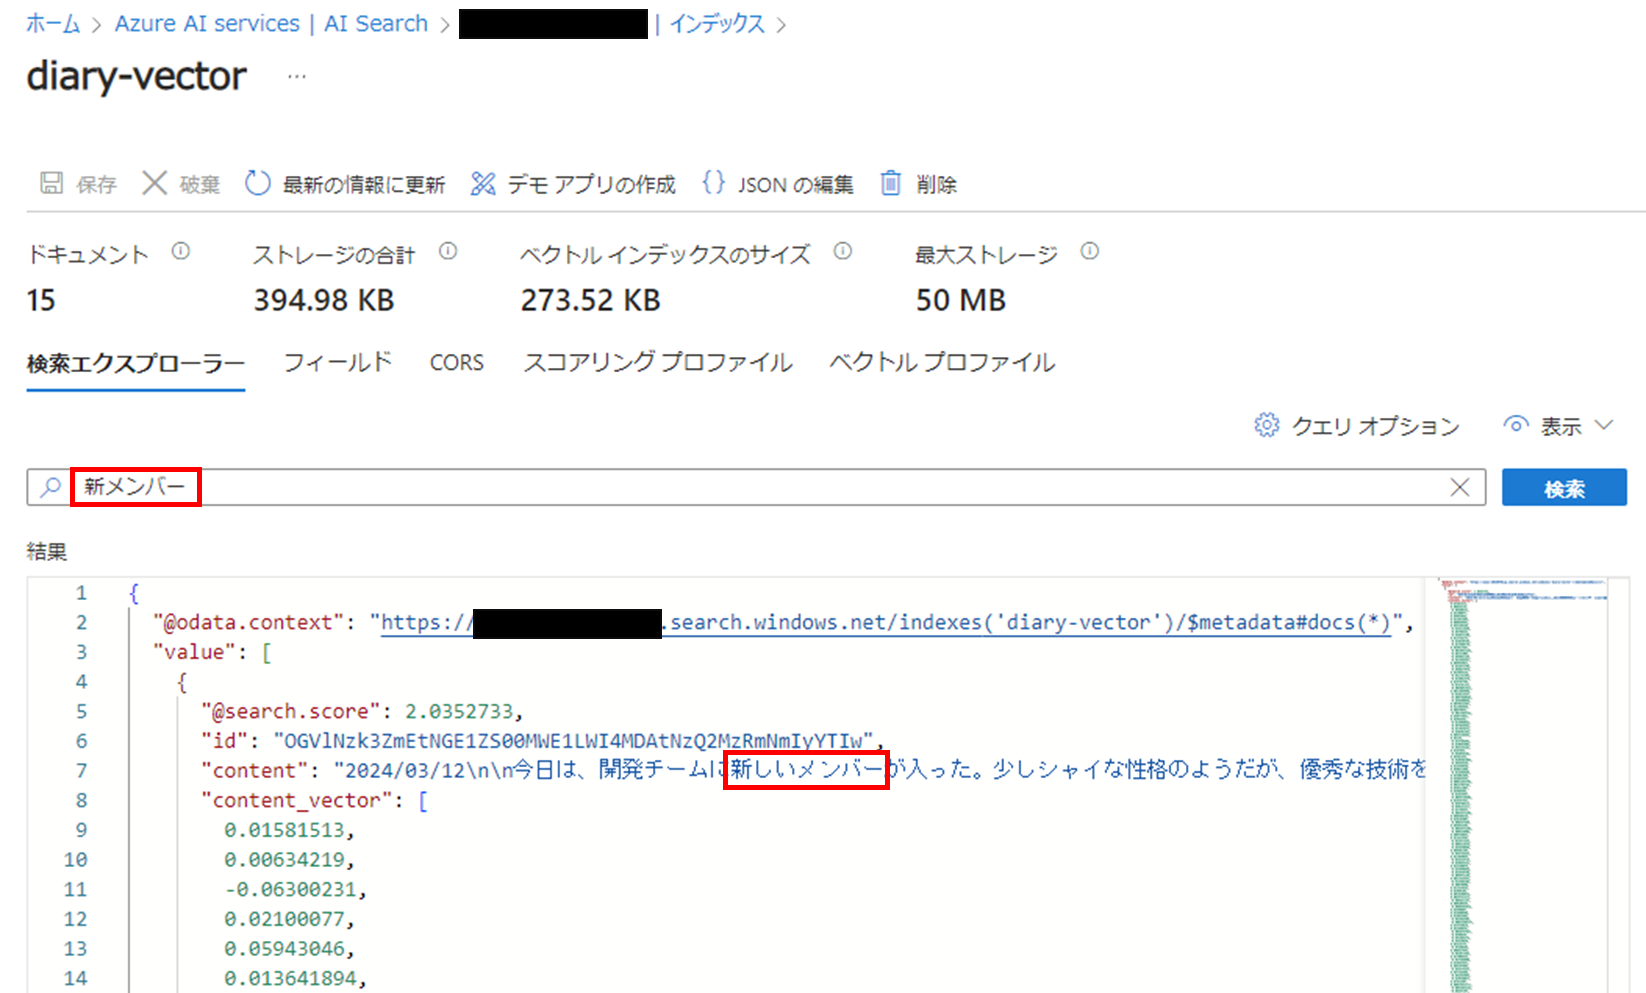 ホーム > Azure AI services | AI Search > | インデックス >
diary-vector ...
保存 破棄 最新の情報に更新 デモ アプリの作成 {} JSON の編集 削除
ドキュメント ストレージの合計 ベクトル インデックスのサイズ 最大ストレージ
15 394.98 KB 273.52 KB 50 MB
検索エクスプローラー フィールド CORS スコアリング プロファイル ベクトル プロファイル
クエリ オプション 表示
新メンバー 検索
結果
1 {
2 "@odata.context": "https:// .search.windows.net/indexes('diary-vector')/$metadata#docs(*)",
3 "value": [
4 {
5 "@search.score": 2.0352733,
6 "id": "OGVlNzk3ZmEtNGE1ZS00MWE1LWI4MDAtNzQ2MzRmNmIyYTIw",
7 "content": "2024/03/12\n\n今日は、開発チームに新しいメンバーが入った。少しシャイな性格のようだが、優秀な技術を
8 "content_vector": [
9 0.01581513,
10 0.00634219,
11 -0.06300231,
12 0.02100077,
13 0.05943046,
14 0.013641894,